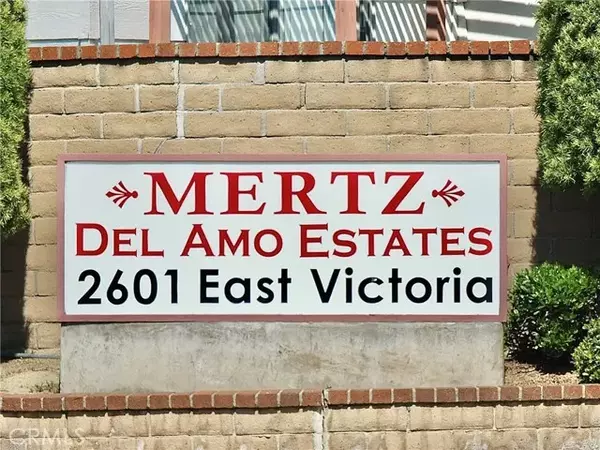 MERTZ
DEL AMO ESTATES
2601 East Victoria
CRMLS